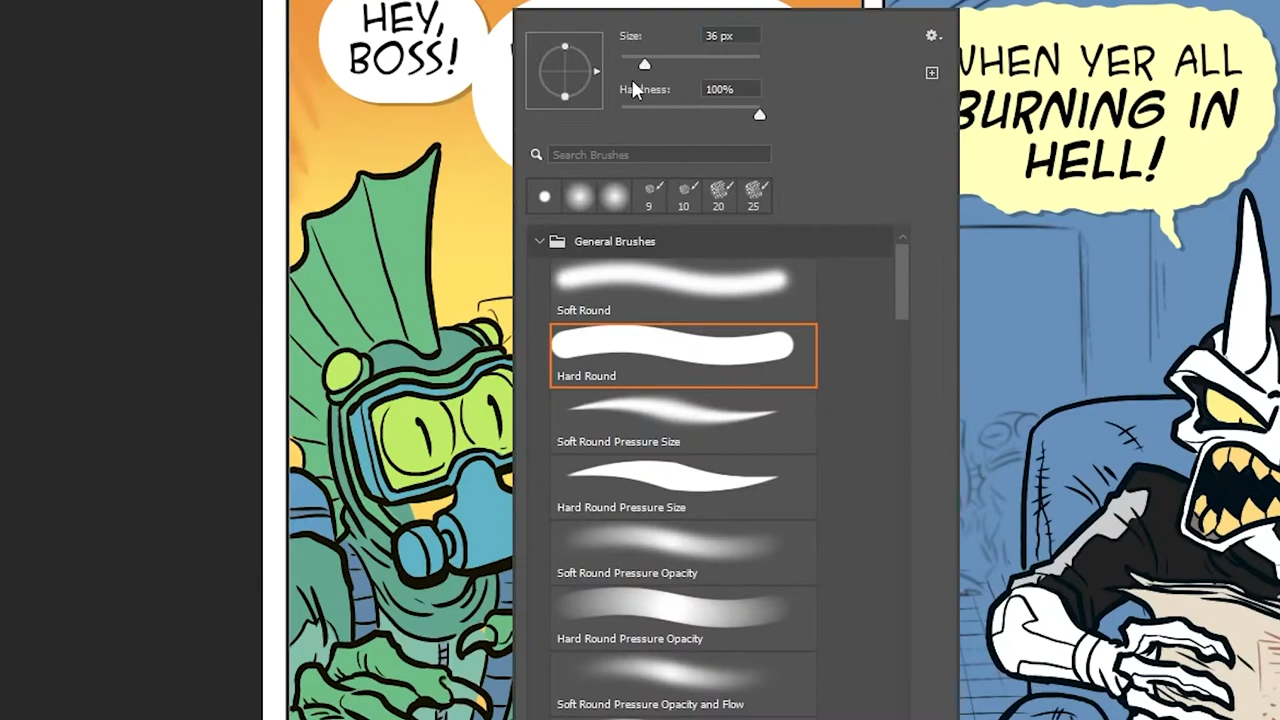 HEY,
BOSS!
Size:
36 px
Hardness:
100%
Search Brushes
9
10
20
25
General Brushes
Soft Round
Hard Round
Soft Round Pressure Size
Hard Round Pressure Size
Soft Round Pressure Opacity
Hard Round Pressure Opacity
Soft Round Pressure Opacity and Flow
WHEN YER ALL
BURNING IN
HELL!